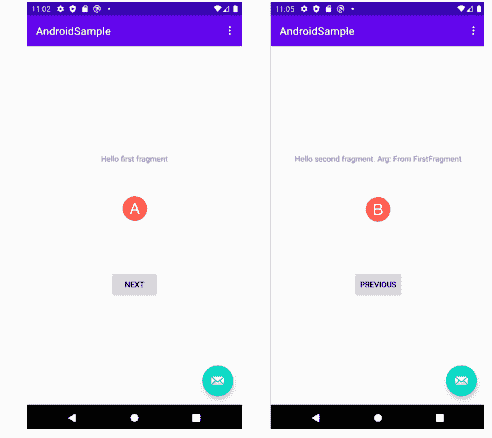 11:02
AndroidSample
Hello first fragment
A
NEXT
11:05
AndroidSample
Hello second fragment. Arg: From FirstFragment
B
PREVIOUS